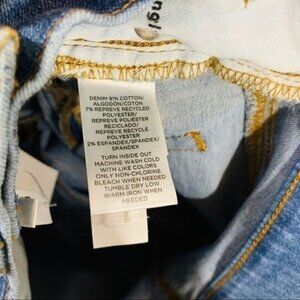 DENIM 91% COTTON/
ALGODON/COTON
7% REPREVE RECYCLED
POLYESTER/
REPREVE POLIÉSTER
RECICLADO/
REPREVE RECYCLE
POLYESTER
2% ESPANDEX/SPANDEX/
SPANDEX
TURN INSIDE OUT
MACHINE WASH COLD
WITH LIKE COLORS
ONLY NON-CHLORINE
BLEACH WHEN NEEDED
TUMBLE DRY LOW
WARM IRON WHEN
NEEDED